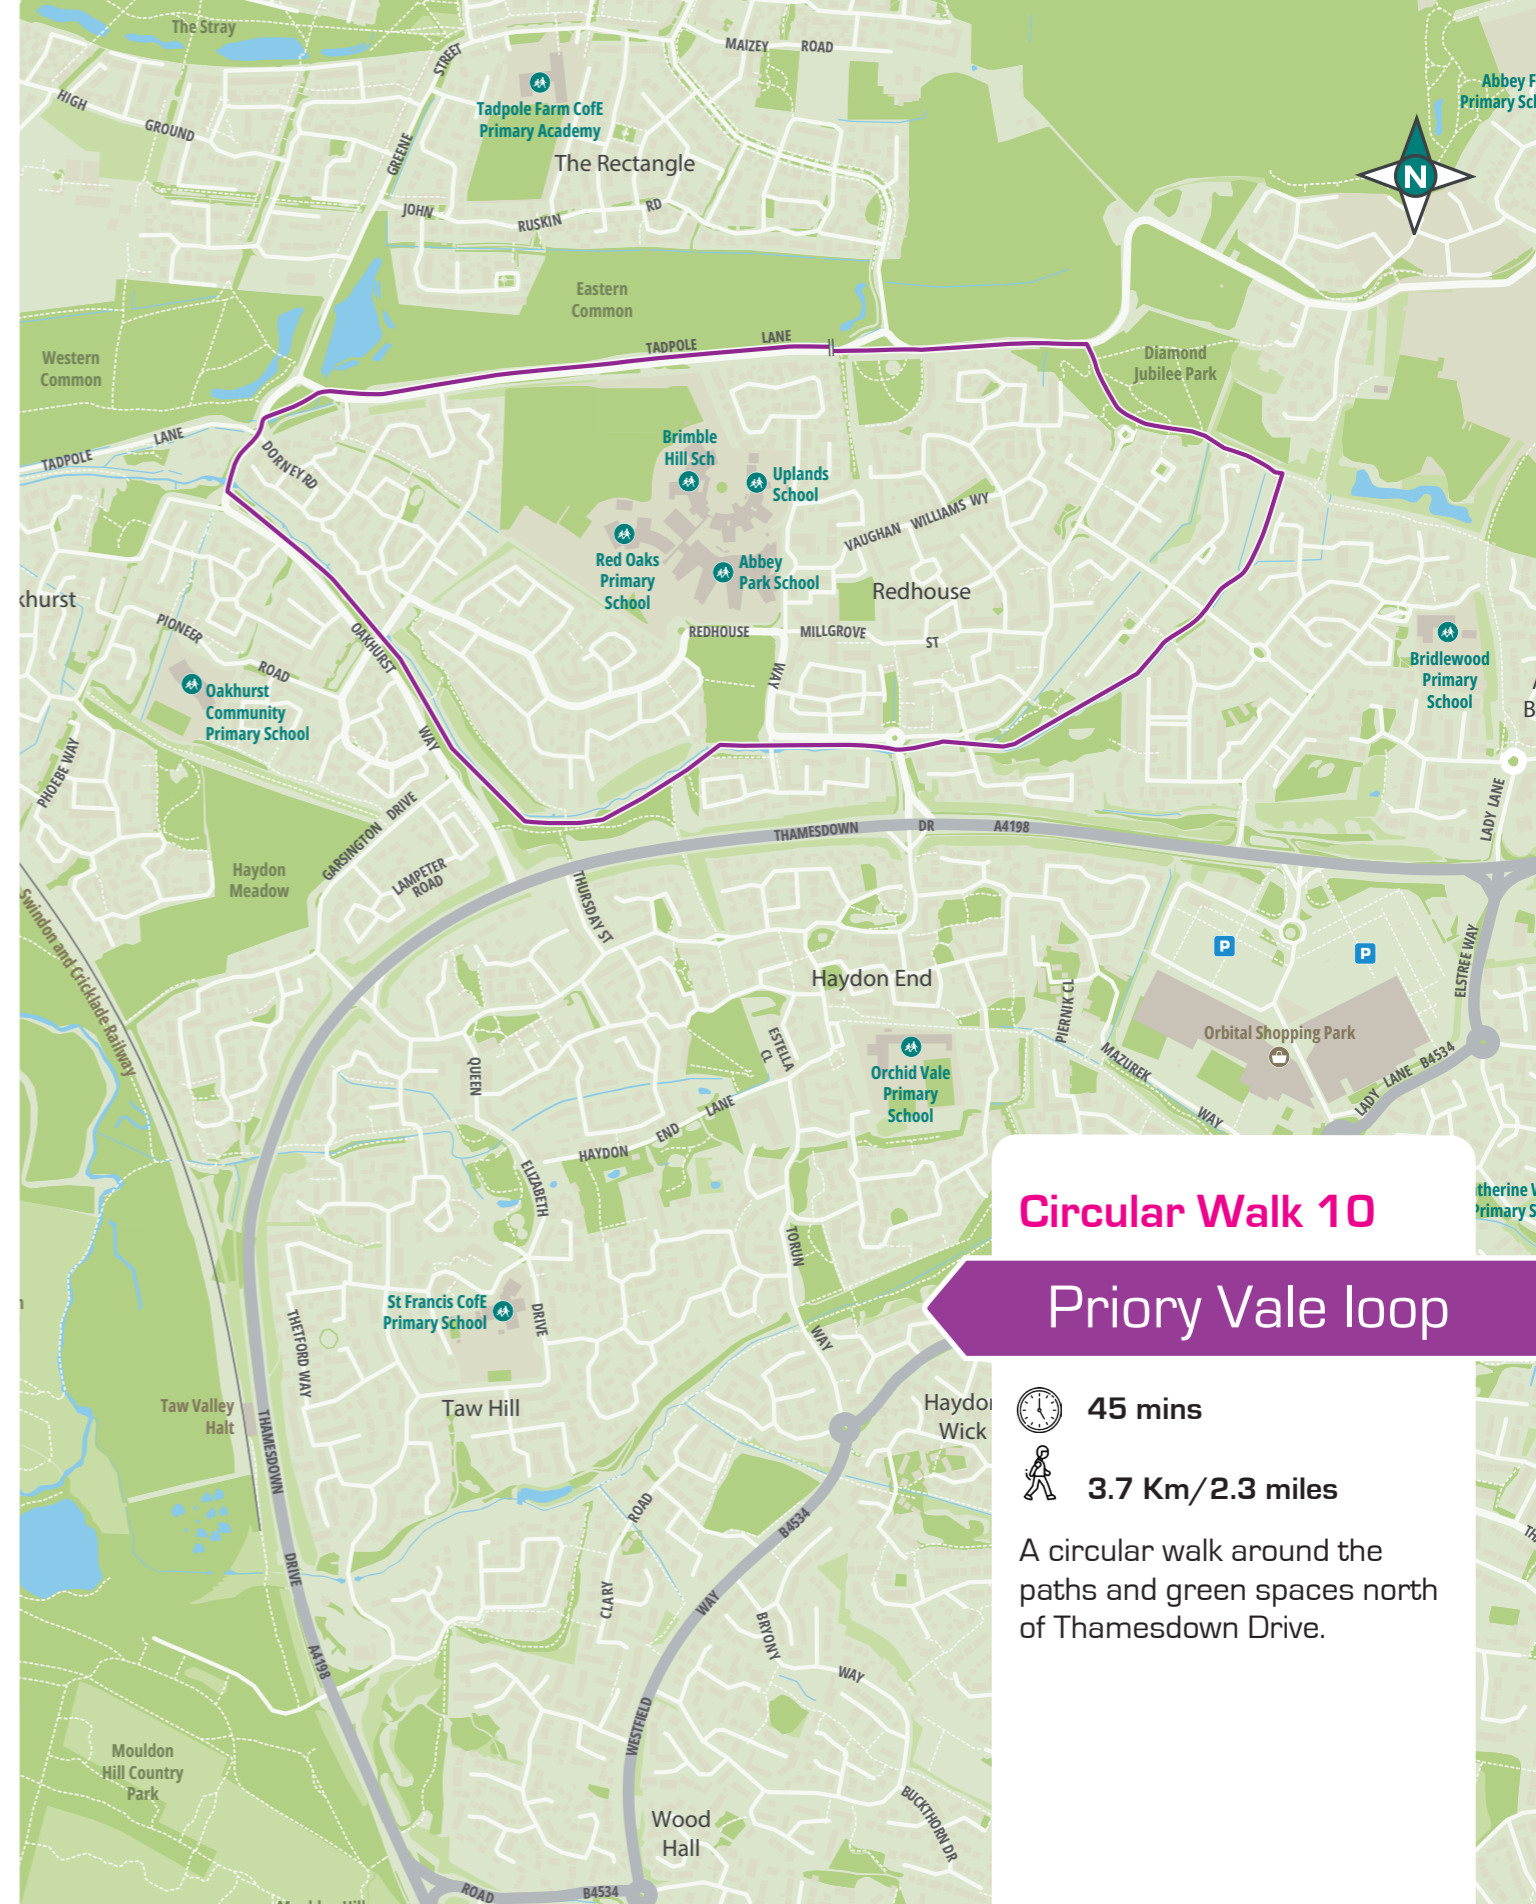 The Stray
STREET
MAIZEY ROAD
HIGH
GROUND
Tadpole Farm CofE
Primary Academy
GREENE
The Rectangle
Abbey F
Primary Sch
N
JOHN
RUSKIN
RD
Eastern
Common
Western
Common
TADPOLE
LANE
Diamond
Jubilee Park
TADPOLE
LANE
DORNEY RD
Brimble
Hill Sch
Uplands
School
VAUGHAN WILLIAMS WY
Red Oaks
Primary
School
Abbey
Park School
Redhouse
khurst
PIONEER
ROAD
OAKHURST
WAY
REDHOUSE
WAY
MILLGROVE
ST
Bridlewood
Primary
School
B
Oakhurst
Community
Primary School
PHOEBE WAY
GARSINGTON DRIVE
LAMPETER
ROAD
Haydon
Meadow
THAMESDOWN
DR
A4198
LADY LANE
THURSDAY ST
Swindon and Cricklade Railway
Haydon End
P
P
ELSTREE WAY
PIERNIK CL
Orbital Shopping Park
ESTELLA
CL
Orchid Vale
Primary
School
MAZUREK
WAY
LADY LANE B4534
QUEEN
ELIZABETH
DRIVE
HAYDON
END
LANE
TORUN
WAY
St Francis CofE
Primary School
THETFORD WAY
Taw Hill
Taw Valley
Halt
THAMESDOWN
DRIVE
A4198
Haydon
Wick
therine W
Primary S
Circular Walk 10
Priory Vale loop
45 mins
3.7 Km/2.3 miles
A circular walk around the
paths and green spaces north
of Thamesdown Drive.
ROAD
CLARY
B4534
WAY
WESTFIELD
BRYONY
WAY
BUCKTHORN DR
Mouldon
Hill Country
Park
Wood
Hall
ROAD
B4534